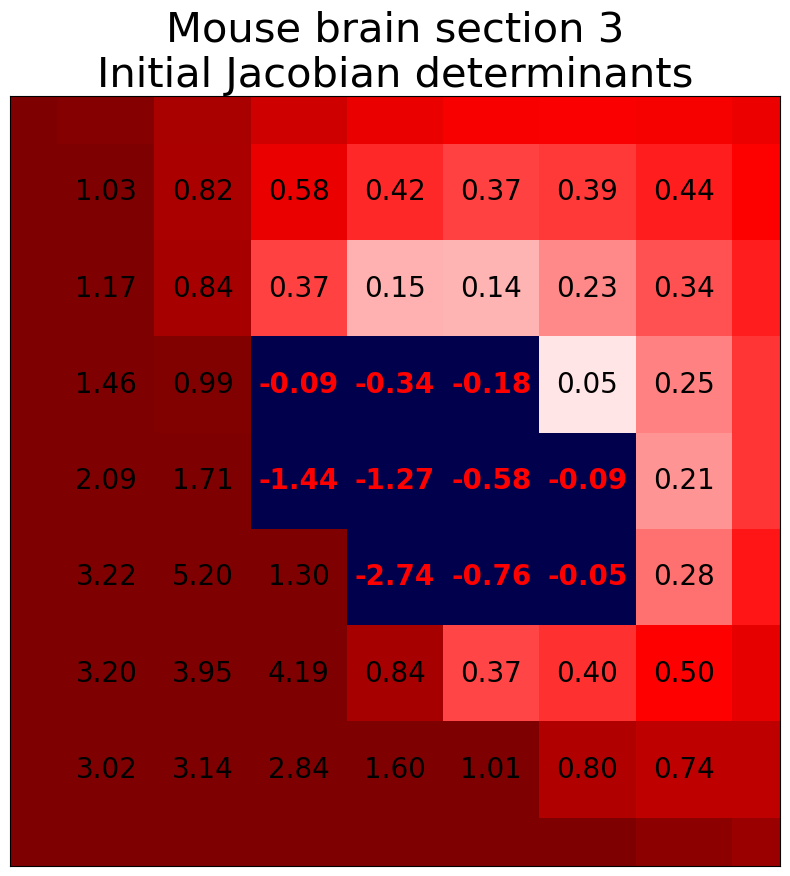 Mouse brain section 3
Initial Jacobian determinants
1.03 0.82 0.58 0.42 0.37 0.39 0.44
1.17 0.84 0.37 0.15 0.14 0.23 0.34
1.46 0.99 -0.09 -0.34 -0.18 0.05 0.25
2.09 1.71 -1.44 -1.27 -0.58 -0.09 0.21
3.22 5.20 1.30 -2.74 -0.76 -0.05 0.28
3.20 3.95 4.19 0.84 0.37 0.40 0.50
3.02 3.14 2.84 1.60 1.01 0.80 0.74